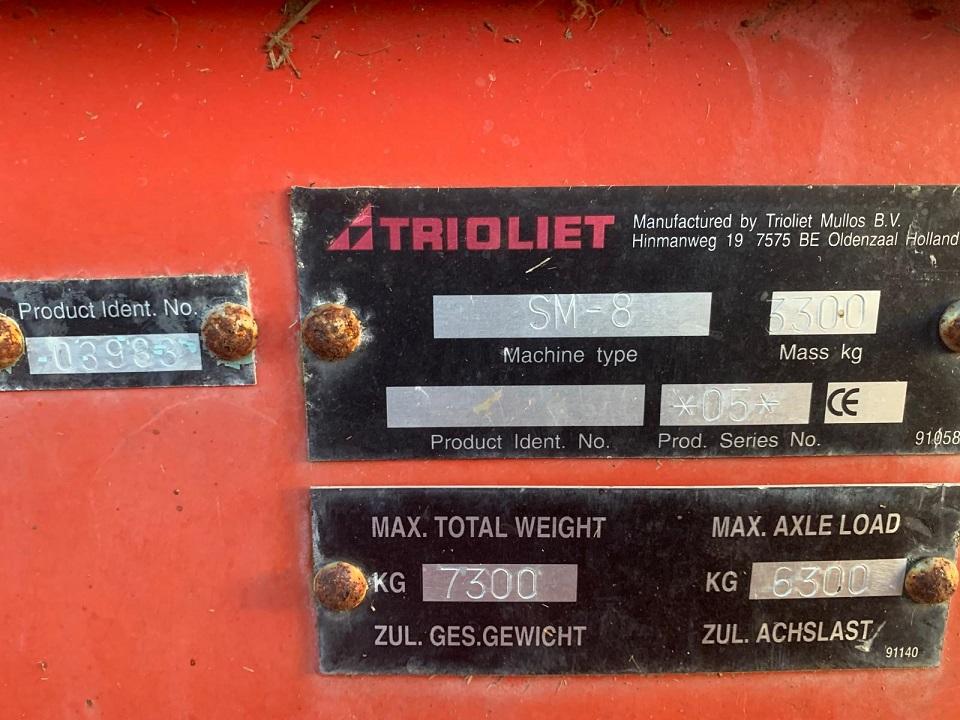 Product Ident. No.
03983
TRIOLIET
Manufactured by Trioliet Mullos B.V.
Hinmanweg 19 7575 BE Oldenzaal Holland
SM-8
3300
Machine type
Mass kg
*05*
CE
Product Ident. No.
Prod. Series No.
91058
MAX. TOTAL WEIGHT
MAX. AXLE LOAD
KG 7300
KG 6300
ZUL. GES.GEWICHT
ZUL. ACHSLAST
91140